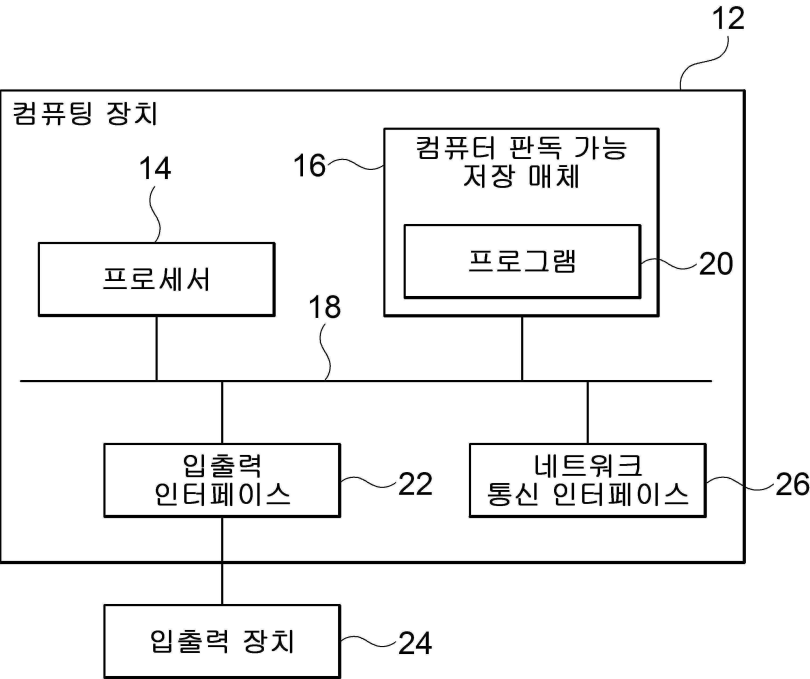 12
컴퓨팅 장치
14
프로세서
16
컴퓨터 판독 가능
저장 매체
프로그램
20
18
입출력
인터페이스
22
네트워크
통신 인터페이스
26
입출력 장치
24